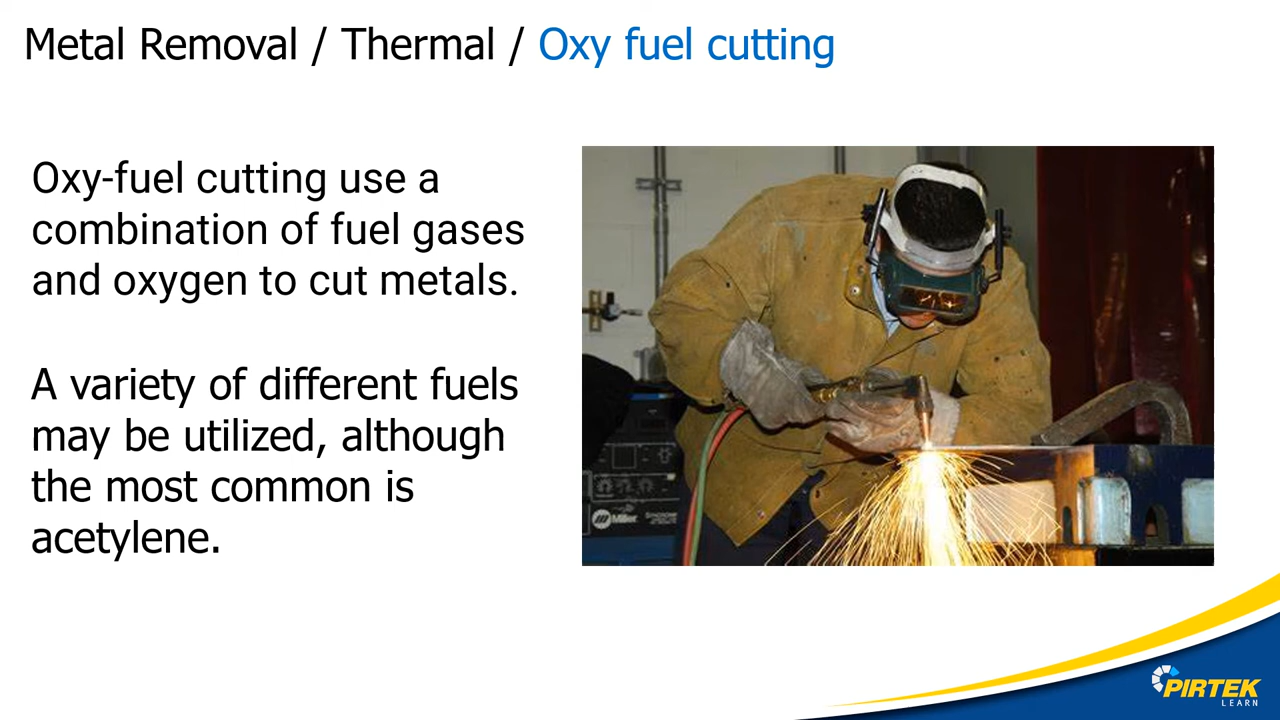 Metal Removal / Thermal / Oxy fuel cutting
Oxy-fuel cutting use a
combination of fuel gases
and oxygen to cut metals.
A variety of different fuels
may be utilized, although
the most common is
acetylene.
Miller
PIRTEK
LEARN